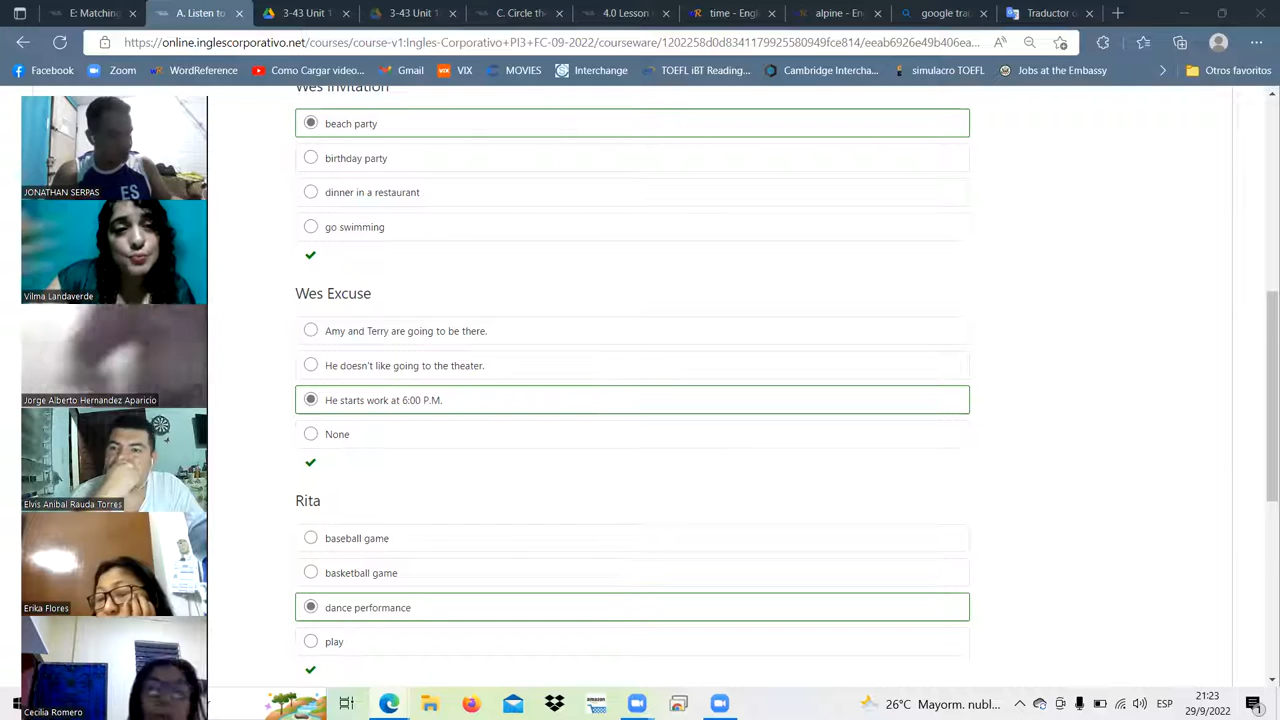 E: Matching
A. Listen to
3-43 Unit 1
3-43 Unit 1
C. Circle the
4.0 Lesson
time - Engl
alpine - En
google tra
Traductor
https://online.inglescorporativo.net/courses/course-v1:Ingles-Corporativo+PI3+FC-09-2022/courseware/1202258d0d8341179925580949fce814/eeab6926e49b406ea...
Facebook
Zoom
WordReference
Como Cargar video...
Gmail
VIX
MOVIES
Interchange
TOEFL iBT Reading...
Cambridge Intercha...
simulacro TOEFL
Jobs at the Embassy
Otros favoritos
Wes Invitation
beach party
birthday party
dinner in a restaurant
go swimming
Wes Excuse
Amy and Terry are going to be there.
He doesn't like going to the theater.
He starts work at 6:00 P.M.
None
Rita
baseball game
basketball game
dance performance
play
ES
JONATHAN SERPAS
Vilma Landaverde
Jorge Alberto Hernandez Aparicio
Elvis Anibal Rauda Torres
Erika Flores
Cecilia Romero
amazon
26°C Mayorm. nubl...
ESP
21:23
29/9/2022
1